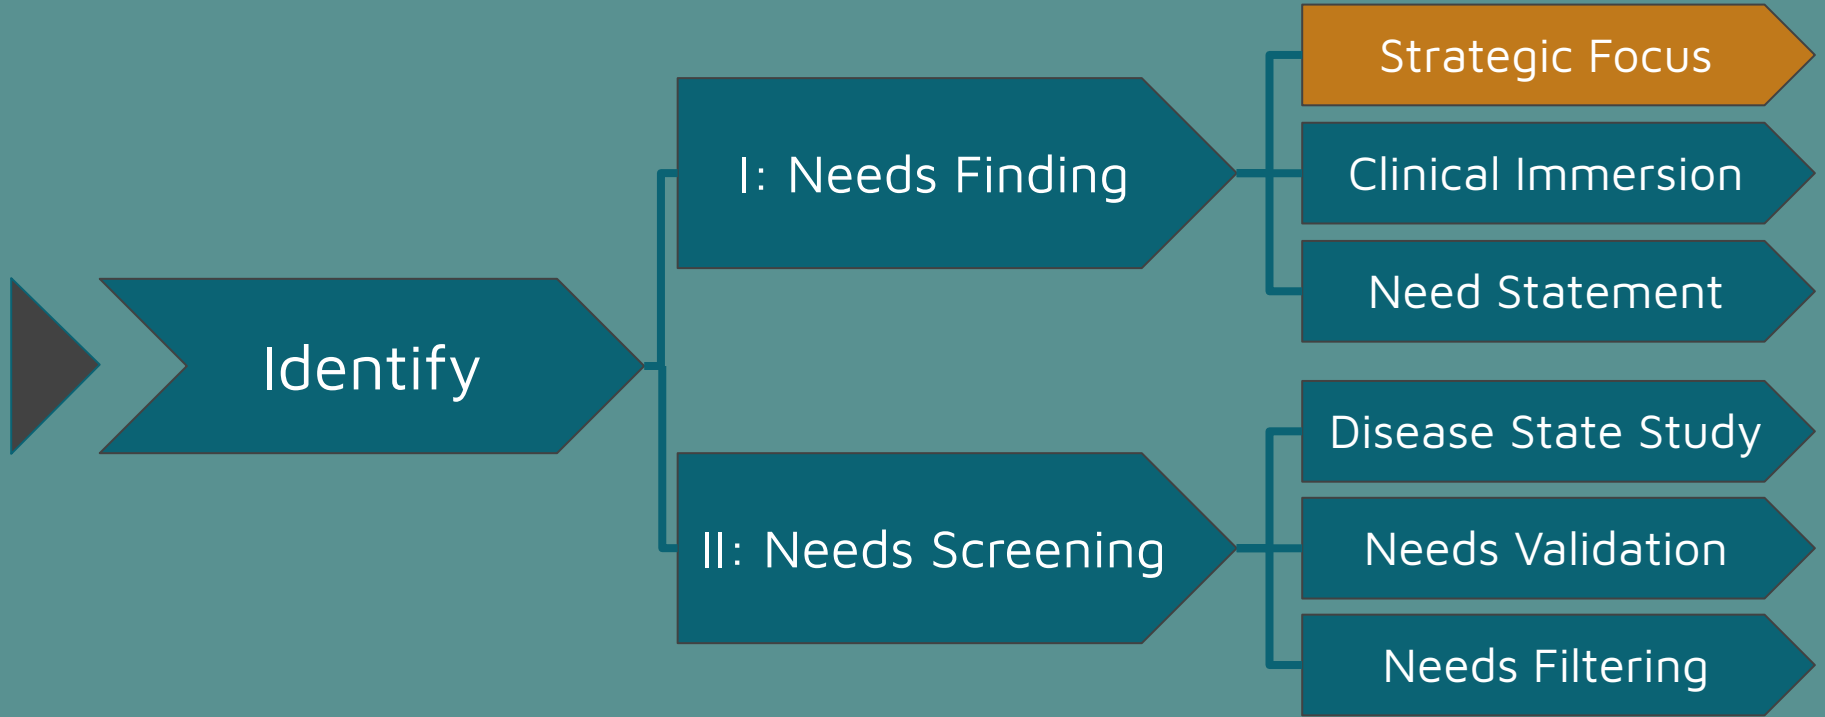 Identify
I: Needs Finding
Strategic Focus
Clinical Immersion
Need Statement
II: Needs Screening
Disease State Study
Needs Validation
Needs Filtering